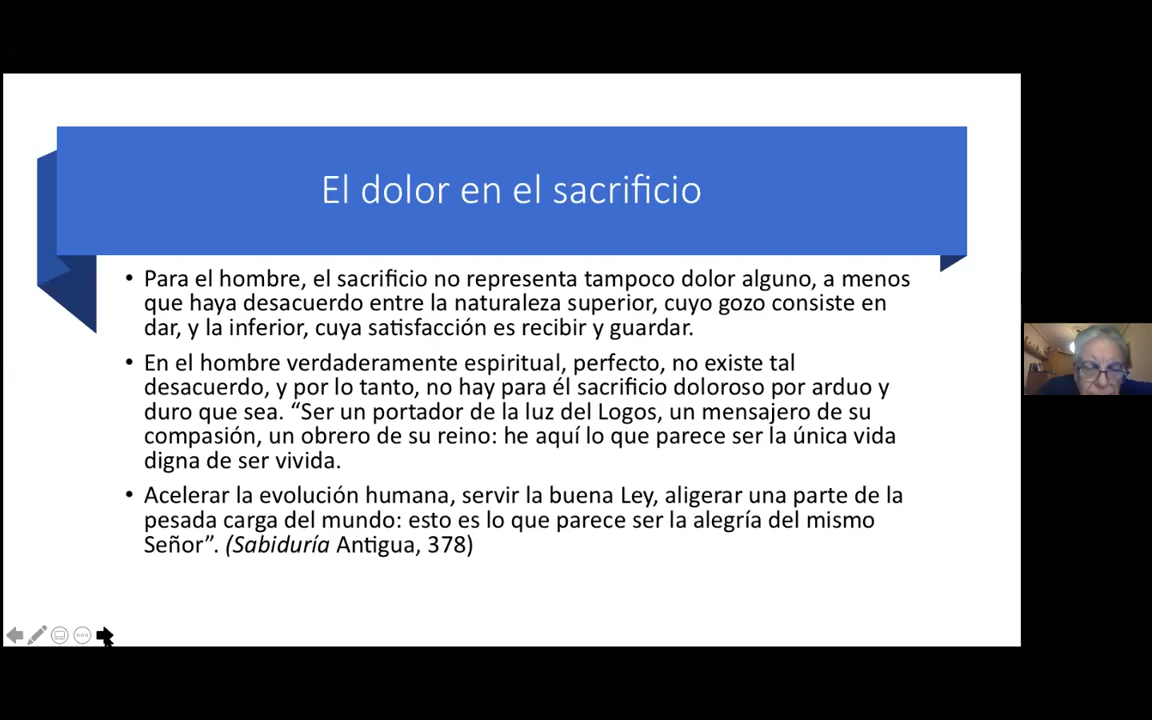 El dolor en el sacrificio
• Para el hombre, el sacrificio no representa tampoco dolor alguno, a menos
que haya desacuerdo entre la naturaleza superior, cuyo gozo consiste en
dar, y la inferior, cuya satisfacción es recibir y guardar.
• En el hombre verdaderamente espiritual, perfecto, no existe tal
desacuerdo, y por lo tanto, no hay para él sacrificio doloroso por arduo y
duro que sea. “Ser un portador de la luz del Logos, un mensajero de su
compasión, un obrero de su reino: he aquí lo que parece ser la única vida
digna de ser vivida.
• Acelerar la evolución humana, servir la buena Ley, aligerar una parte de la
pesada carga del mundo: esto es lo que parece ser la alegría del mismo
Señor”. (Sabiduría Antigua, 378)